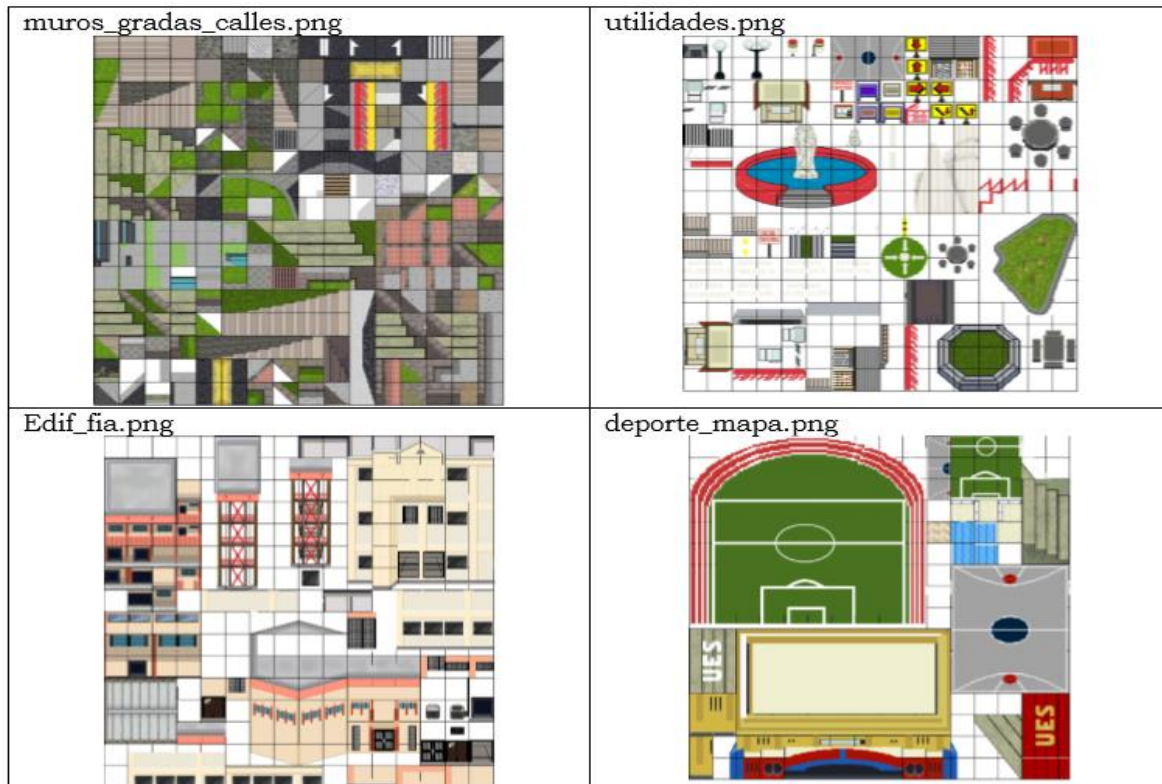 muros_gradas_calles.png
utilidades.png
Edif_fia.png
deporte_mapa.png
UES
UES